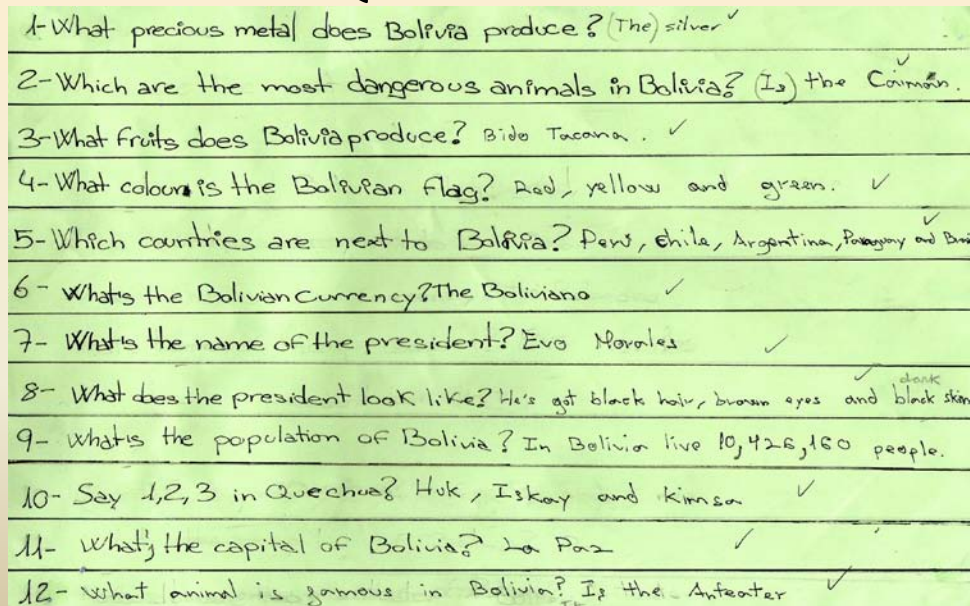 1-What precious metal does Bolivia produce? (The) silver
2-Which are the most dangerous animals in Bolivia? (Is) the Caiman.
3-What fruits does Bolivia produce? Bido Tacana.
4-What colour is the Bolivian flag? Red, yellow and green.
5-Which countries are next to Bolivia? Perú, Chile, Argentina, Paraguay and
6- What's the Bolivian Currency? The Boliviano
7- What's the name of the president? Evo Morales
dark
8- What does the president look like? He's got black hair, brown eyes and black skin
9- What's the population of Bolivia? In Bolivia live 10,426,160 people.
10- Say 1,2,3 in Quechua? Huk, Iskay and Kimsa
11- What's the capital of Bolivia? La Paz
12- What animal is famous in Bolivia? Is the Anteater